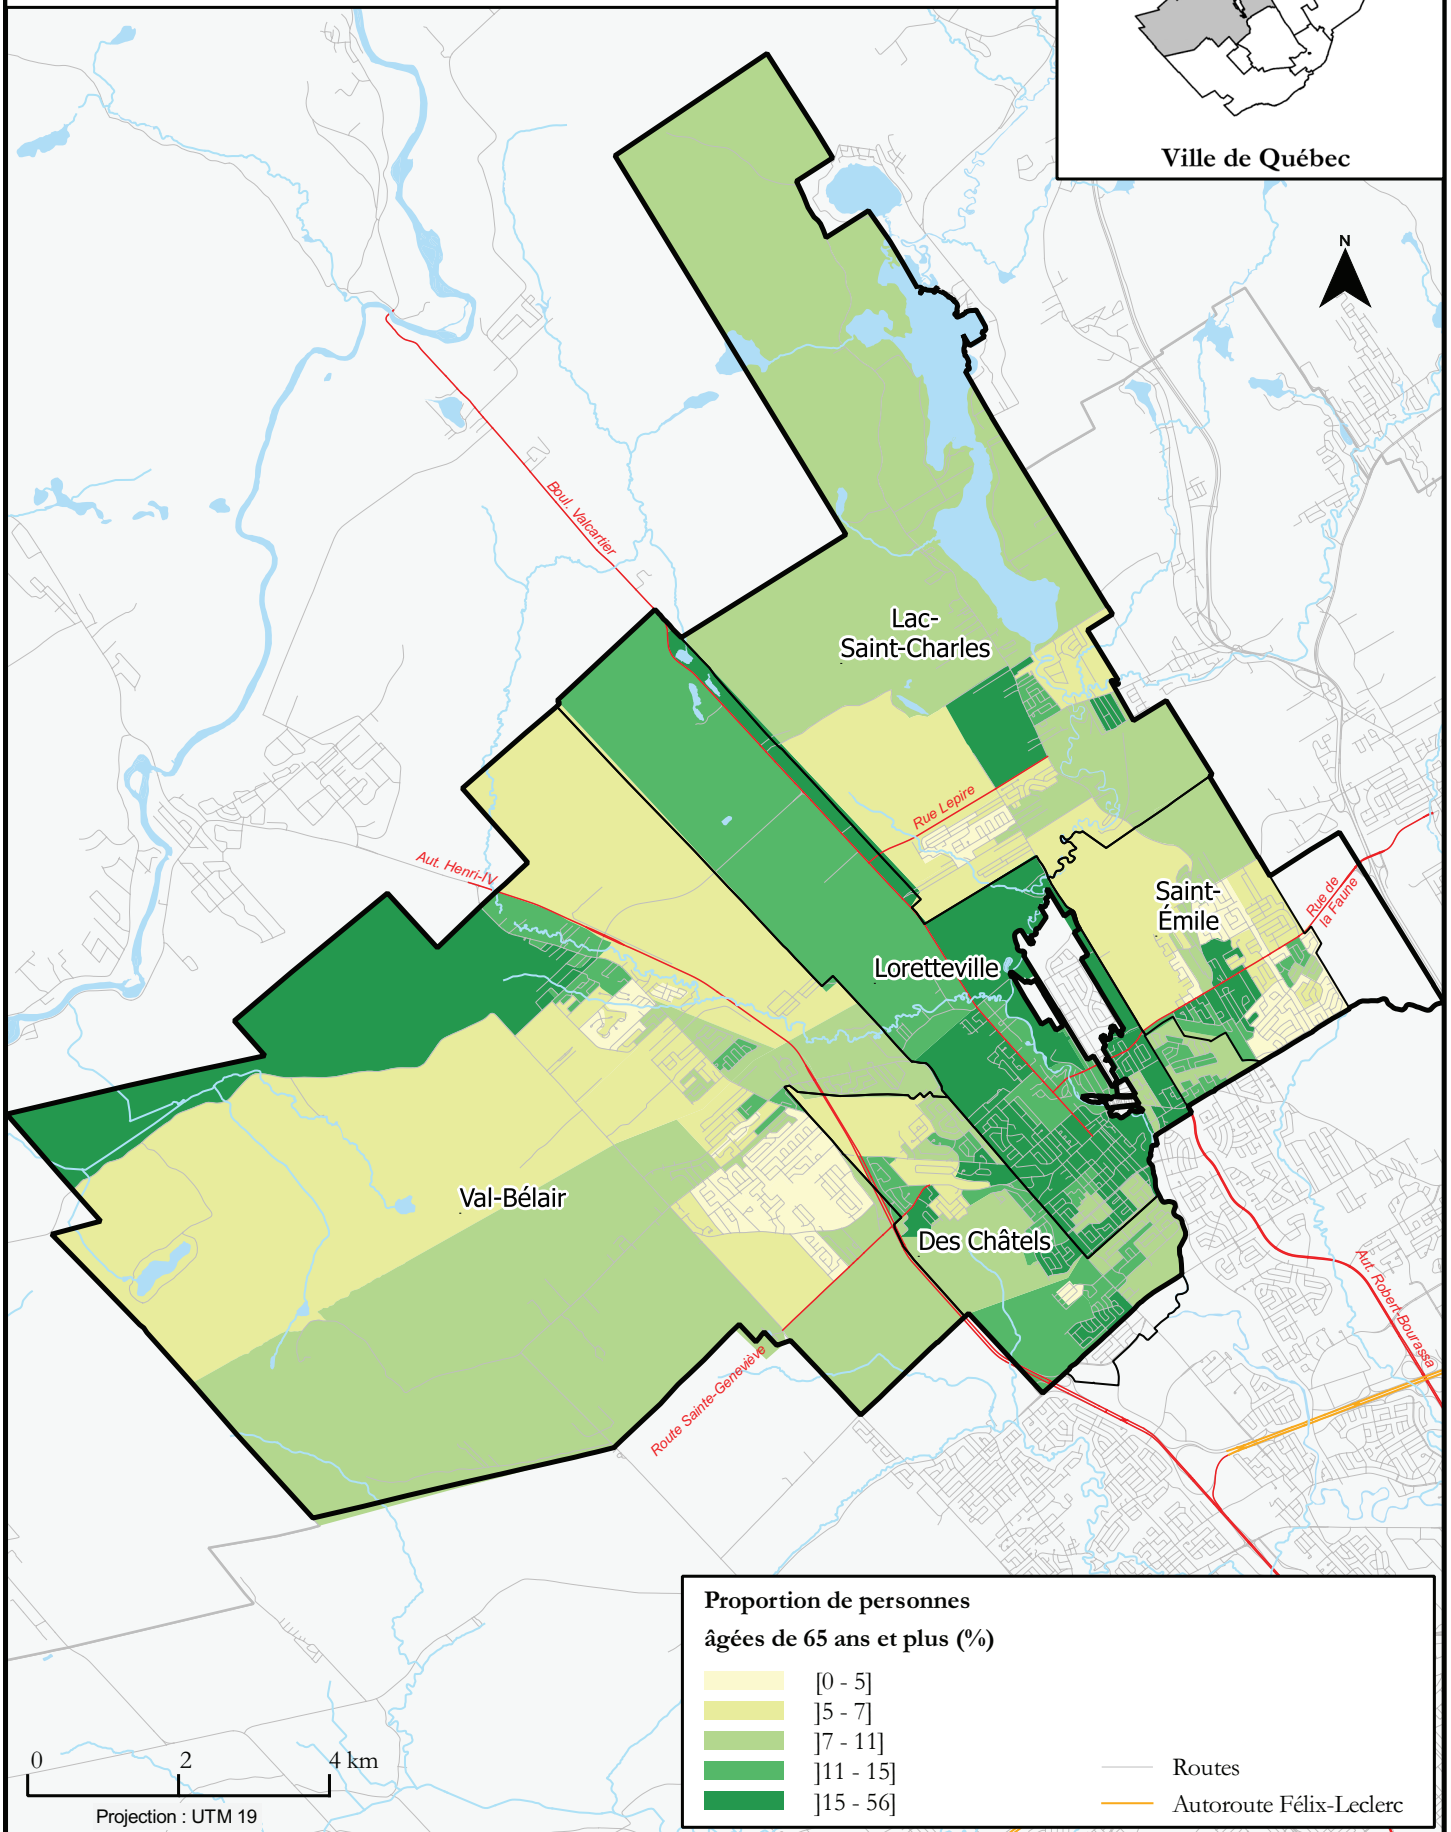 Ville de Québec
N
Boul. Valcartier
Lac-
Saint-Charles
Rue Lepire
Aut. Henri-IV
Saint-
Émile
Rue de
la Faune
Loretteville
Val-Bélair
Des Châtels
Aut. Robert-Bourassa
Route Sainte-Geneviève
Proportion de personnes
âgées de 65 ans et plus (%)
[0 - 5]
]5 - 7]
]7 - 11]
]11 - 15]
]15 - 56]
Routes
Autoroute Félix-Leclerc
0 2 4 km
Projection : UTM 19